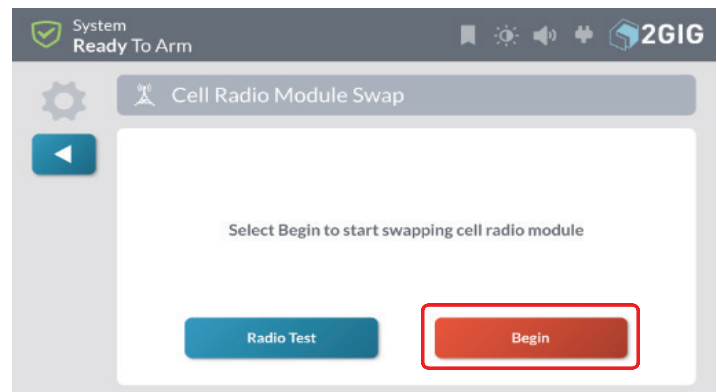 System
Ready To Arm
2GIG
Cell Radio Module Swap
Select Begin to start swapping cell radio module
Radio Test
Begin